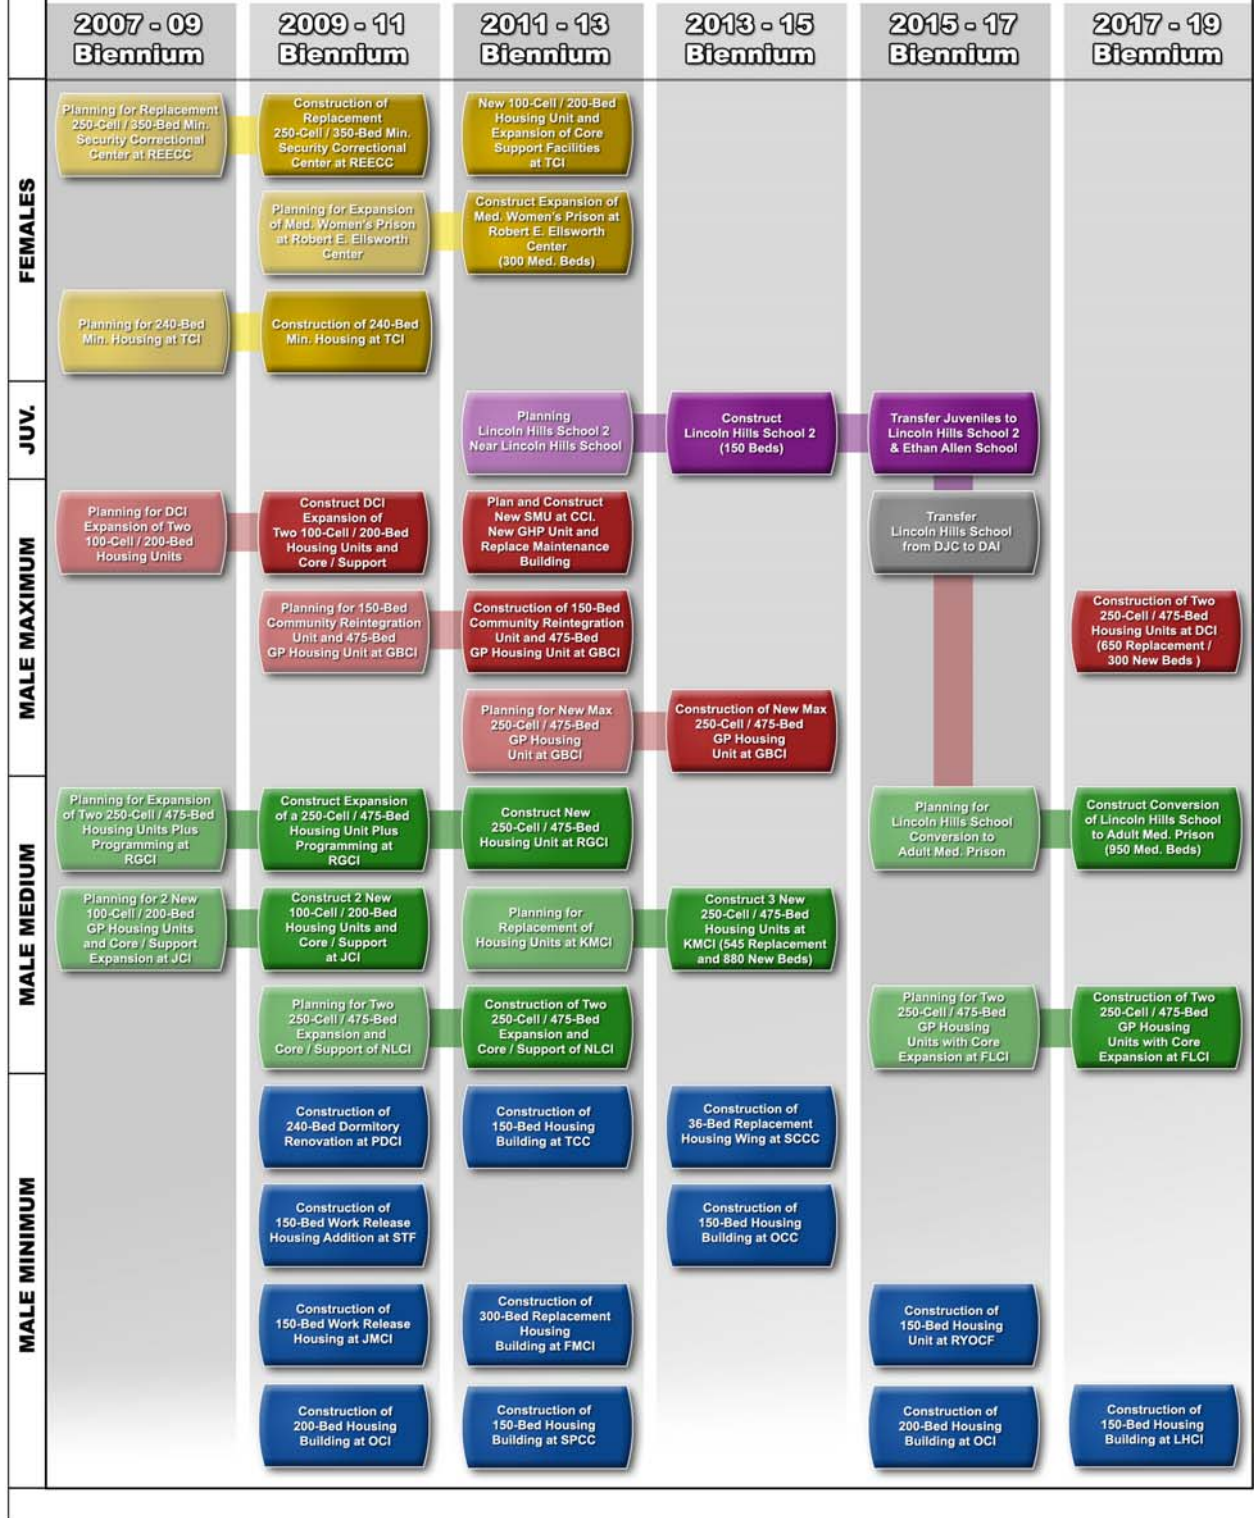 2007 - 09
Biennium
2009 - 11
Biennium
2011 - 13
Biennium
2013 - 15
Biennium
2015 - 17
Biennium
2017 - 19
Biennium
FEMALES
Planning for Replacement
250-Cell / 350-Bed Min.
Security Correctional
Center at REECC
Construction of
Replacement
250-Cell / 350-Bed Min.
Security Correctional
Center at REECC
New 100-Cell / 200-Bed
Housing Unit and
Expansion of Core
Support Facilities
at TCI
Planning for Expansion
of Med. Women's Prison
at Robert E. Ellsworth
Center
Construct Expansion of
Med. Women's Prison at
Robert E. Ellsworth
Center
(300 Med. Beds)
Planning for 240-Bed
Min. Housing at TCI
Construction of 240-Bed
Min. Housing at TCI
JUV.
Planning
Lincoln Hills School 2
Near Lincoln Hills School
Construct
Lincoln Hills School 2
(150 Beds)
Transfer Juveniles to
Lincoln Hills School 2
& Ethan Allen School
MALE MAXIMUM
Planning for DCI
Expansion of Two
100-Cell / 200-Bed
Housing Units
Construct DCI
Expansion of
Two 100-Cell / 200-Bed
Housing Units and
Core / Support
Plan and Construct
New SMU at CCI.
New GHP Unit and
Replace Maintenance
Building
Transfer
Lincoln Hills School
from DJC to DAI
Planning for 150-Bed
Community Reintegration
Unit and 475-Bed
GP Housing Unit at GBCI
Construction of 150-Bed
Community Reintegration
Unit and 475-Bed
GP Housing Unit at GBCI
Construction of Two
250-Cell / 475-Bed
Housing Units at DCI
(650 Replacement /
300 New Beds )
Planning for New Max
250-Cell / 475-Bed
GP Housing
Unit at GBCI
Construction of New Max
250-Cell / 475-Bed
GP Housing
Unit at GBCI
MALE MEDIUM
Planning for Expansion
of Two 250-Cell / 475-Bed
Housing Units Plus
Programming at
RGCI
Construct Expansion
of a 250-Cell / 475-Bed
Housing Unit Plus
Programming at
RGCI
Construct New
250-Cell / 475-Bed
Housing Unit at RGCI
Planning for
Lincoln Hills School
Conversion to
Adult Med. Prison
Construct Conversion
of Lincoln Hills School
to Adult Med. Prison
(950 Med. Beds)
Planning for 2 New
100-Cell / 200-Bed
GP Housing Units
and Core / Support
Expansion at JCI
Construct 2 New
100-Cell / 200-Bed
Housing Units and
Core / Support
at JCI
Planning for
Replacement of
Housing Units at KMCI
Construct 3 New
250-Cell / 475-Bed
Housing Units at
KMCI (545 Replacement
and 880 New Beds)
Planning for Two
250-Cell / 475-Bed
Expansion and
Core / Support of NLCI
Construction of Two
250-Cell / 475-Bed
Expansion and
Core / Support of NLCI
Planning for Two
250-Cell / 475-Bed
GP Housing
Units with Core
Expansion at FLCI
Construction of Two
250-Cell / 475-Bed
GP Housing
Units with Core
Expansion at FLCI
MALE MINIMUM
Construction of
240-Bed Dormitory
Renovation at PDCI
Construction of
150-Bed Housing
Building at TCC
Construction of
36-Bed Replacement
Housing Wing at SCCC
Construction of
150-Bed Work Release
Housing Addition at STF
Construction of
150-Bed Housing
Building at OCC
Construction of
150-Bed Work Release
Housing at JMCI
Construction of
300-Bed Replacement
Housing
Building at FMCI
Construction of
150-Bed Housing
Unit at RYOCF
Construction of
200-Bed Housing
Building at OCI
Construction of
150-Bed Housing
Building at SPCC
Construction of
200-Bed Housing
Building at OCI
Construction of
150-Bed Housing
Building at LHCI